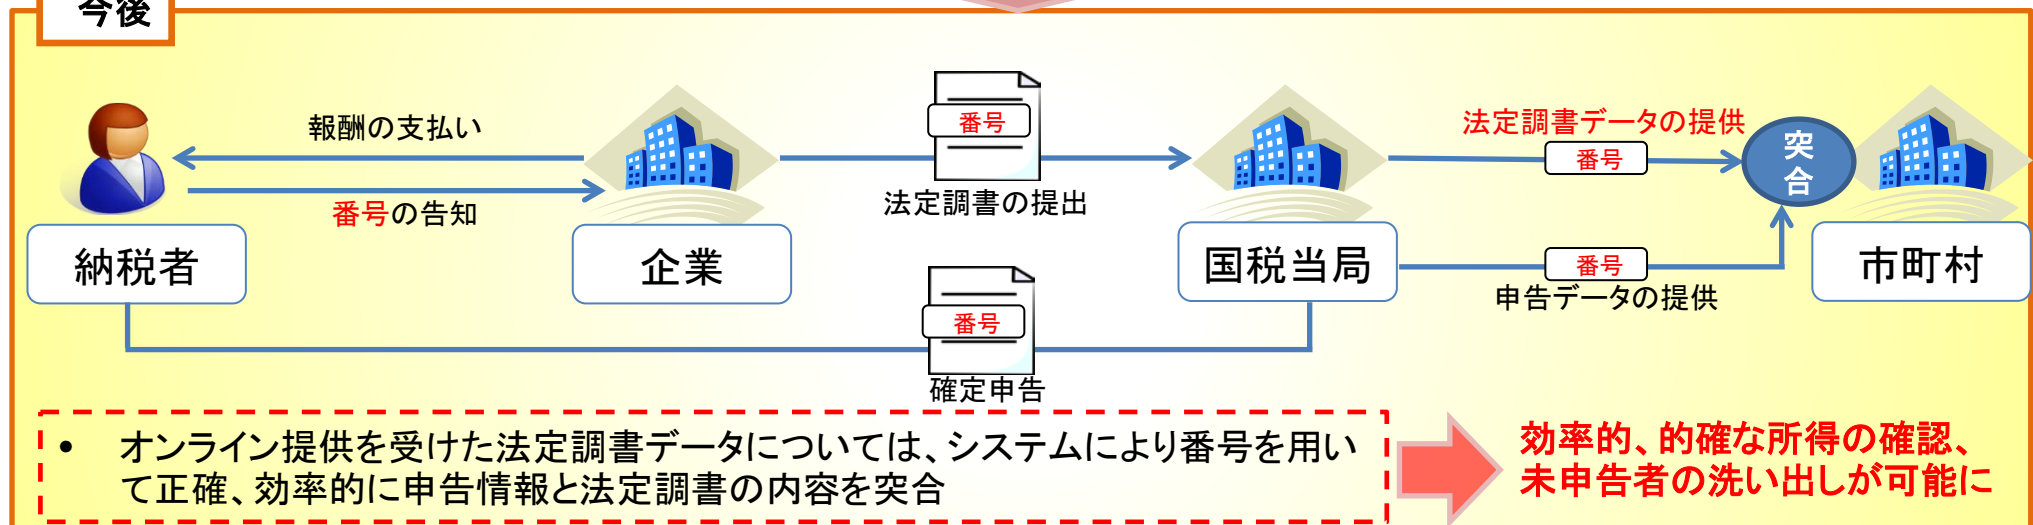 今後
報酬の支払い
番号の告知
番号
法定調書の提出
法定調書データの提供
番号
突
合
納税者
企業
国税当局
番号
申告データの提供
市町村
番号
確定申告
• オンライン提供を受けた法定調書データについては、システムにより番号を用い
て正確、効率的に申告情報と法定調書の内容を突合
効率的、的確な所得の確認、
未申告者の洗い出しが可能に